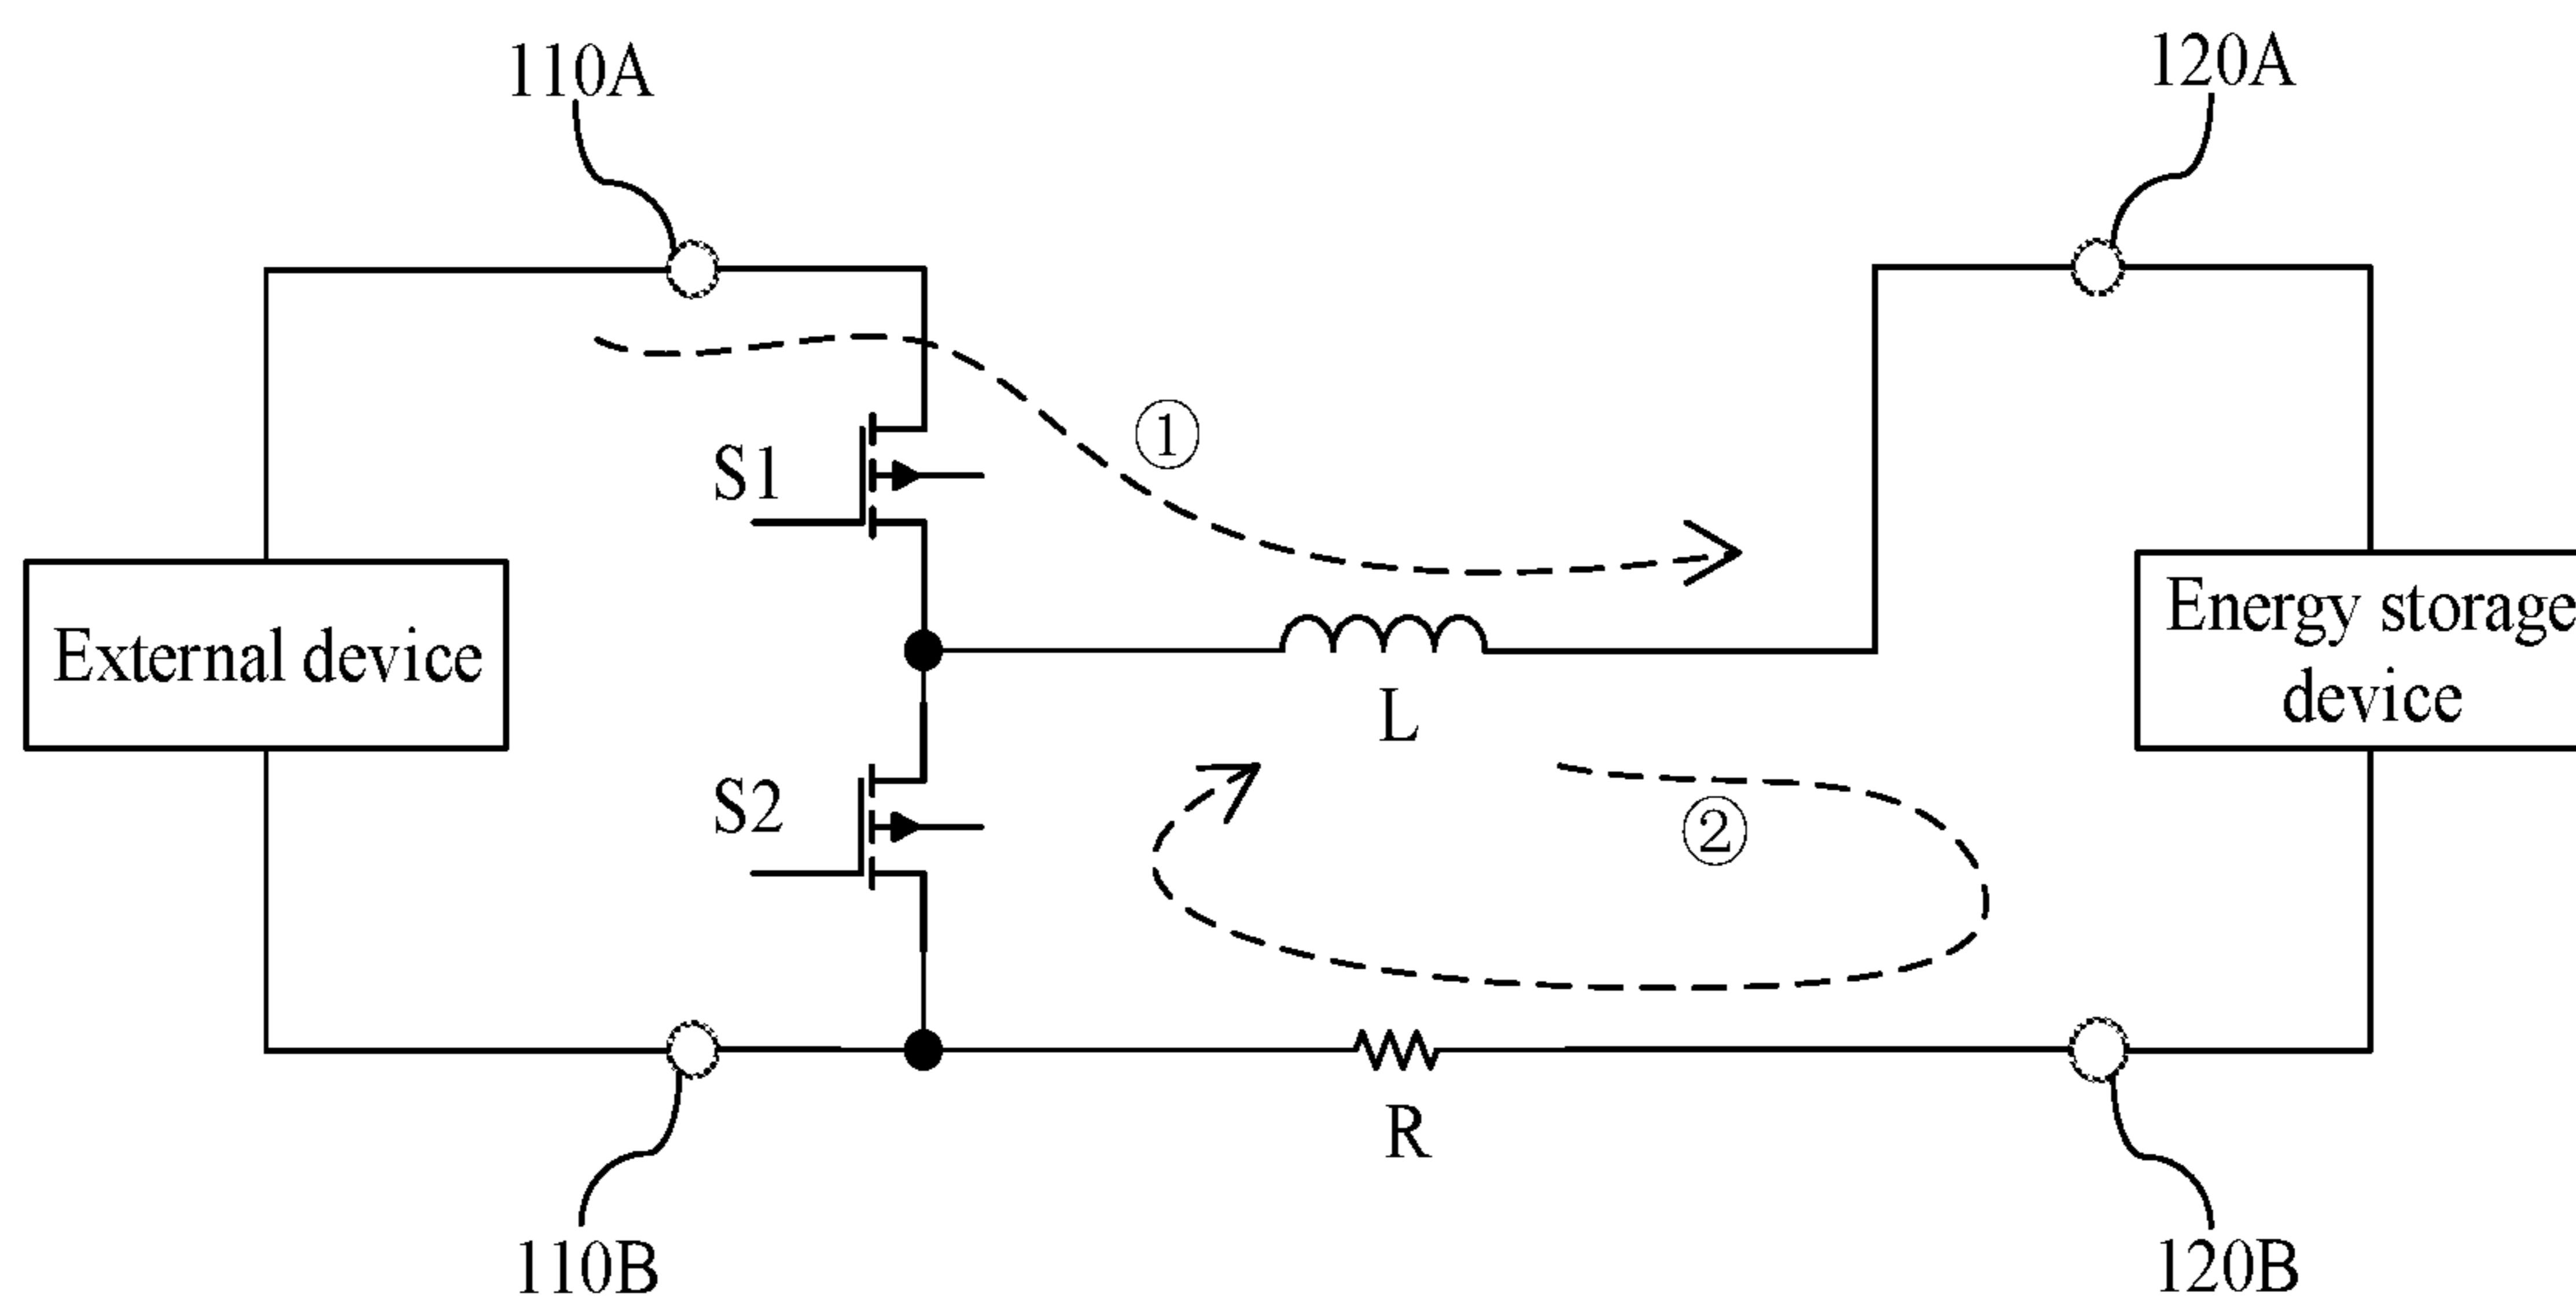 110A
120A
①
S1
External device
Energy storage
device
L
S2
②
R
110B
120B